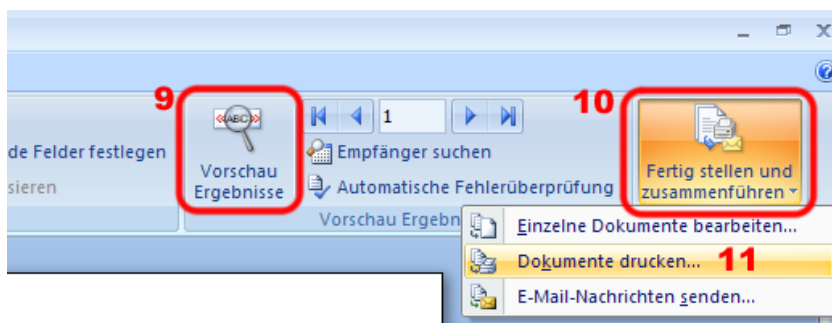 9
10
«ABC»
1
de Felder festlegen
Empfänger suchen
sieren
Vorschau
Ergebnisse
Automatische Fehlerüberprüfung
Fertig stellen und
zusammenführen
Vorschau Ergebn
Einzelne Dokumente bearbeiten...
Dokumente drucken... 11
E-Mail-Nachrichten senden...